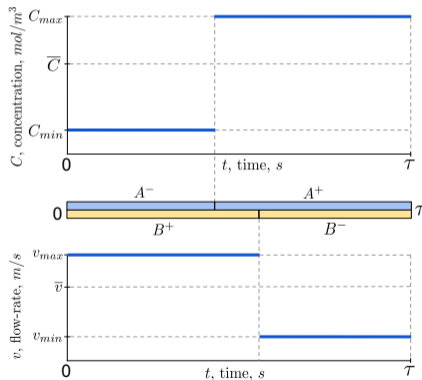 C, concentration, mol/m³
C_max
C̅
C_min
0
t, time, s
τ
A⁻
A⁺
0
τ
B⁺
B⁻
v, flow-rate, m/s
v_max
v̅
v_min
0
t, time, s
τ